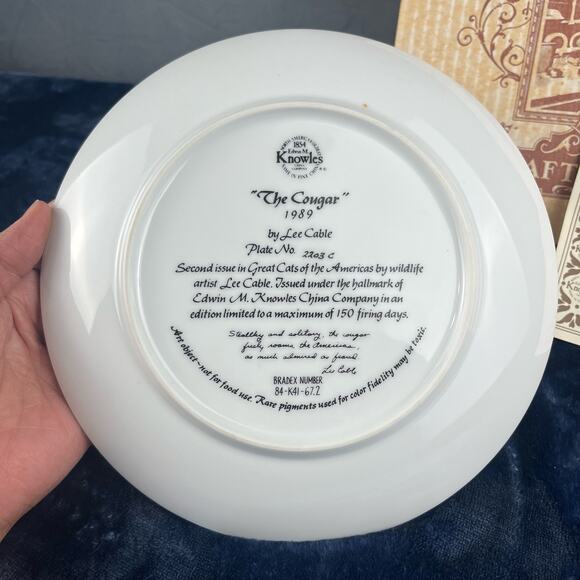 1854
Edwin M.
Knowles
CHINA
COMPANY
"The Cougar"
1989
by Lee Cable
Plate No. 2203 C
Second issue in Great Cats of the Americas by wildlife
artist Lee Cable. Issued under the hallmark of
Edwin M. Knowles China Company in an
edition limited to a maximum of 150 firing days.
Stealthy and solitary, the cougar
freely roams the Americas,
as much admired as feared.
Lee Cable
BRADEX NUMBER
84-K41-67.2
Art object—not for food use. Rare pigments used for color fidelity may be toxic.
AFT